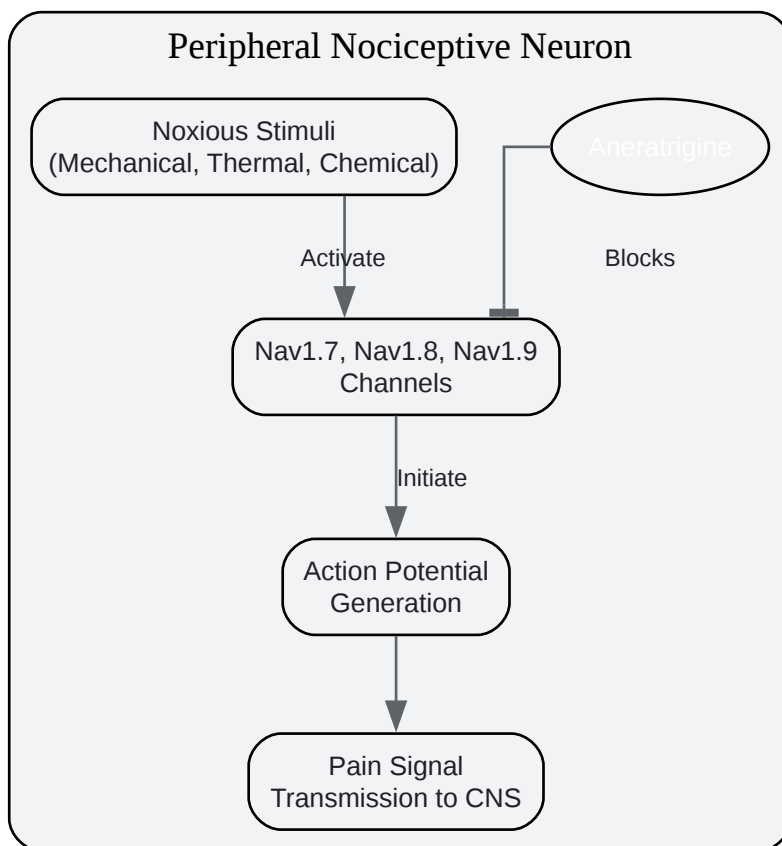 Peripheral Nociceptive Neuron
Noxious Stimuli
(Mechanical, Thermal, Chemical)
Aneratrigine
Activate
Blocks
Nav1.7, Nav1.8, Nav1.9
Channels
Initiate
Action Potential
Generation
Pain Signal
Transmission to CNS